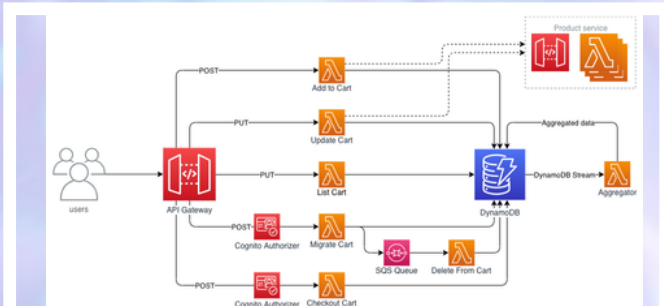 Product service
POST
Add to Cart
PUT
Update Cart
Aggregated data
users
API Gateway
PUT
List Cart
DynamoDB
DynamoDB Stream
Aggregator
POST
Cognito Authorizer
Migrate Cart
SQS Queue
Delete From Cart
POST
Cognito Authorizer
Checkout Cart